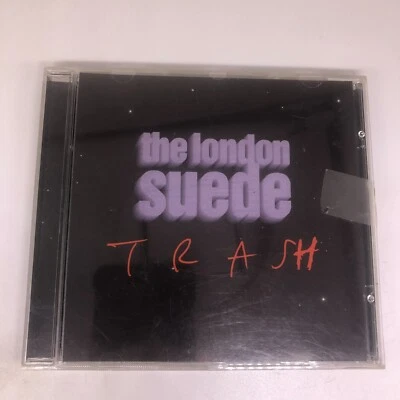 the london
suede
TRASH